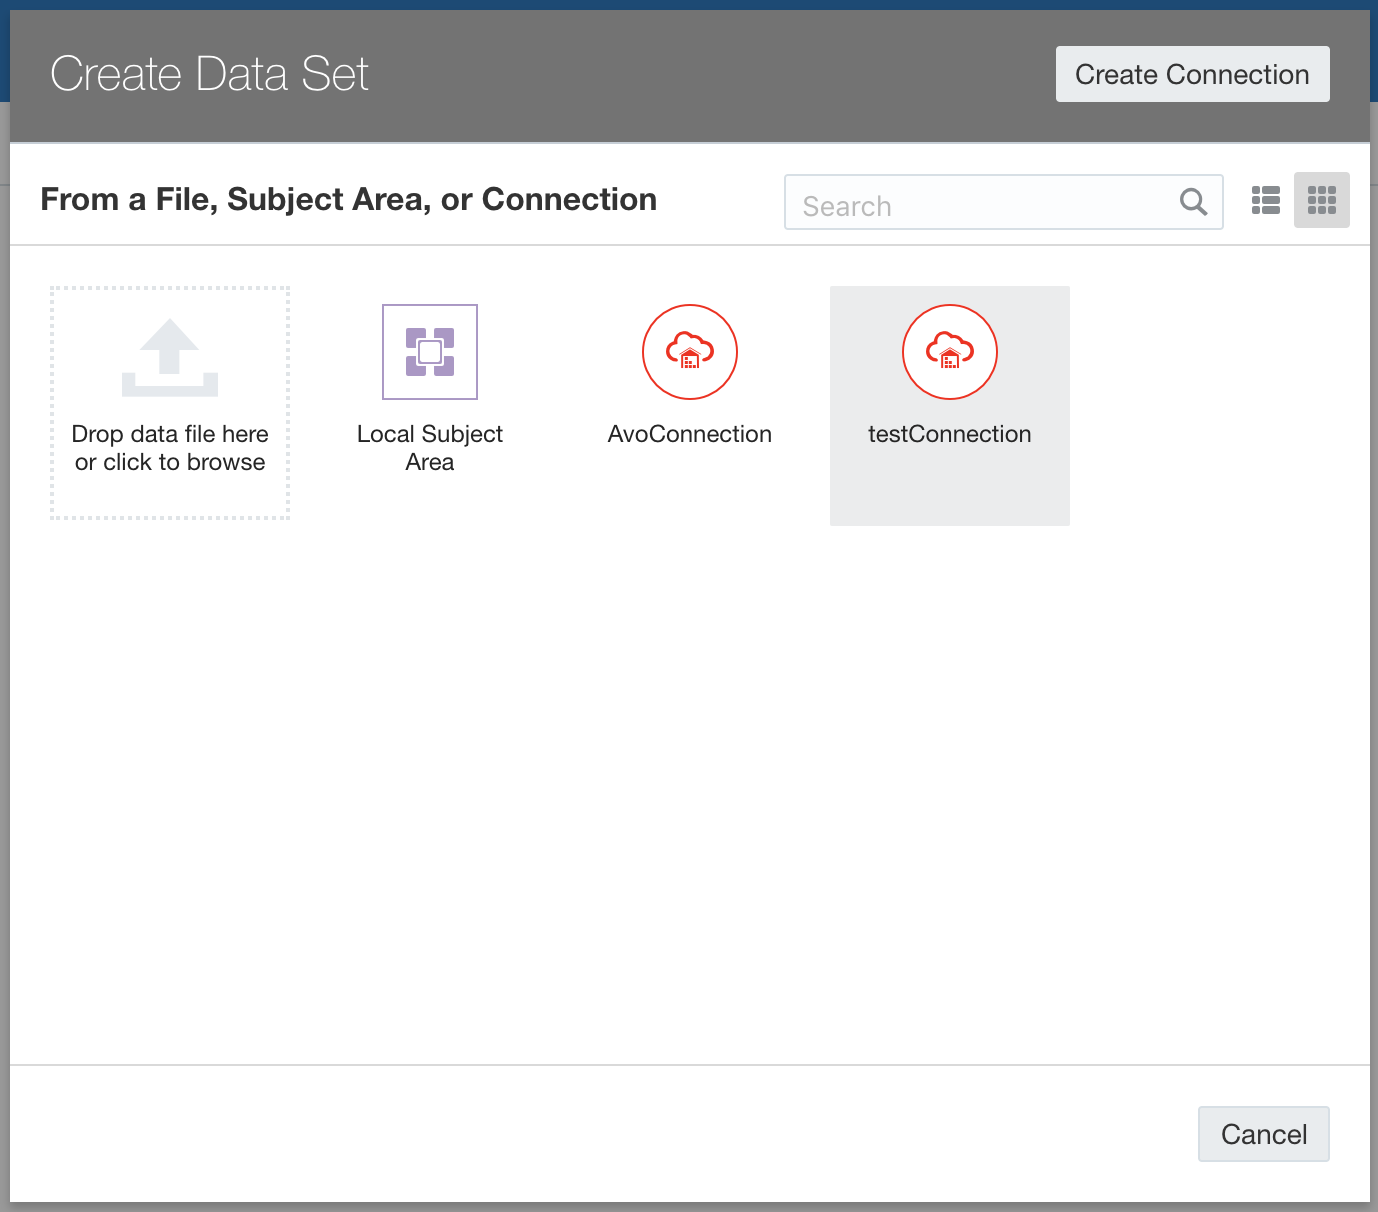 Create Data Set
Create Connection
From a File, Subject Area, or Connection
Search
Drop data file here
or click to browse
Local Subject
Area
AvoConnection
testConnection
Cancel